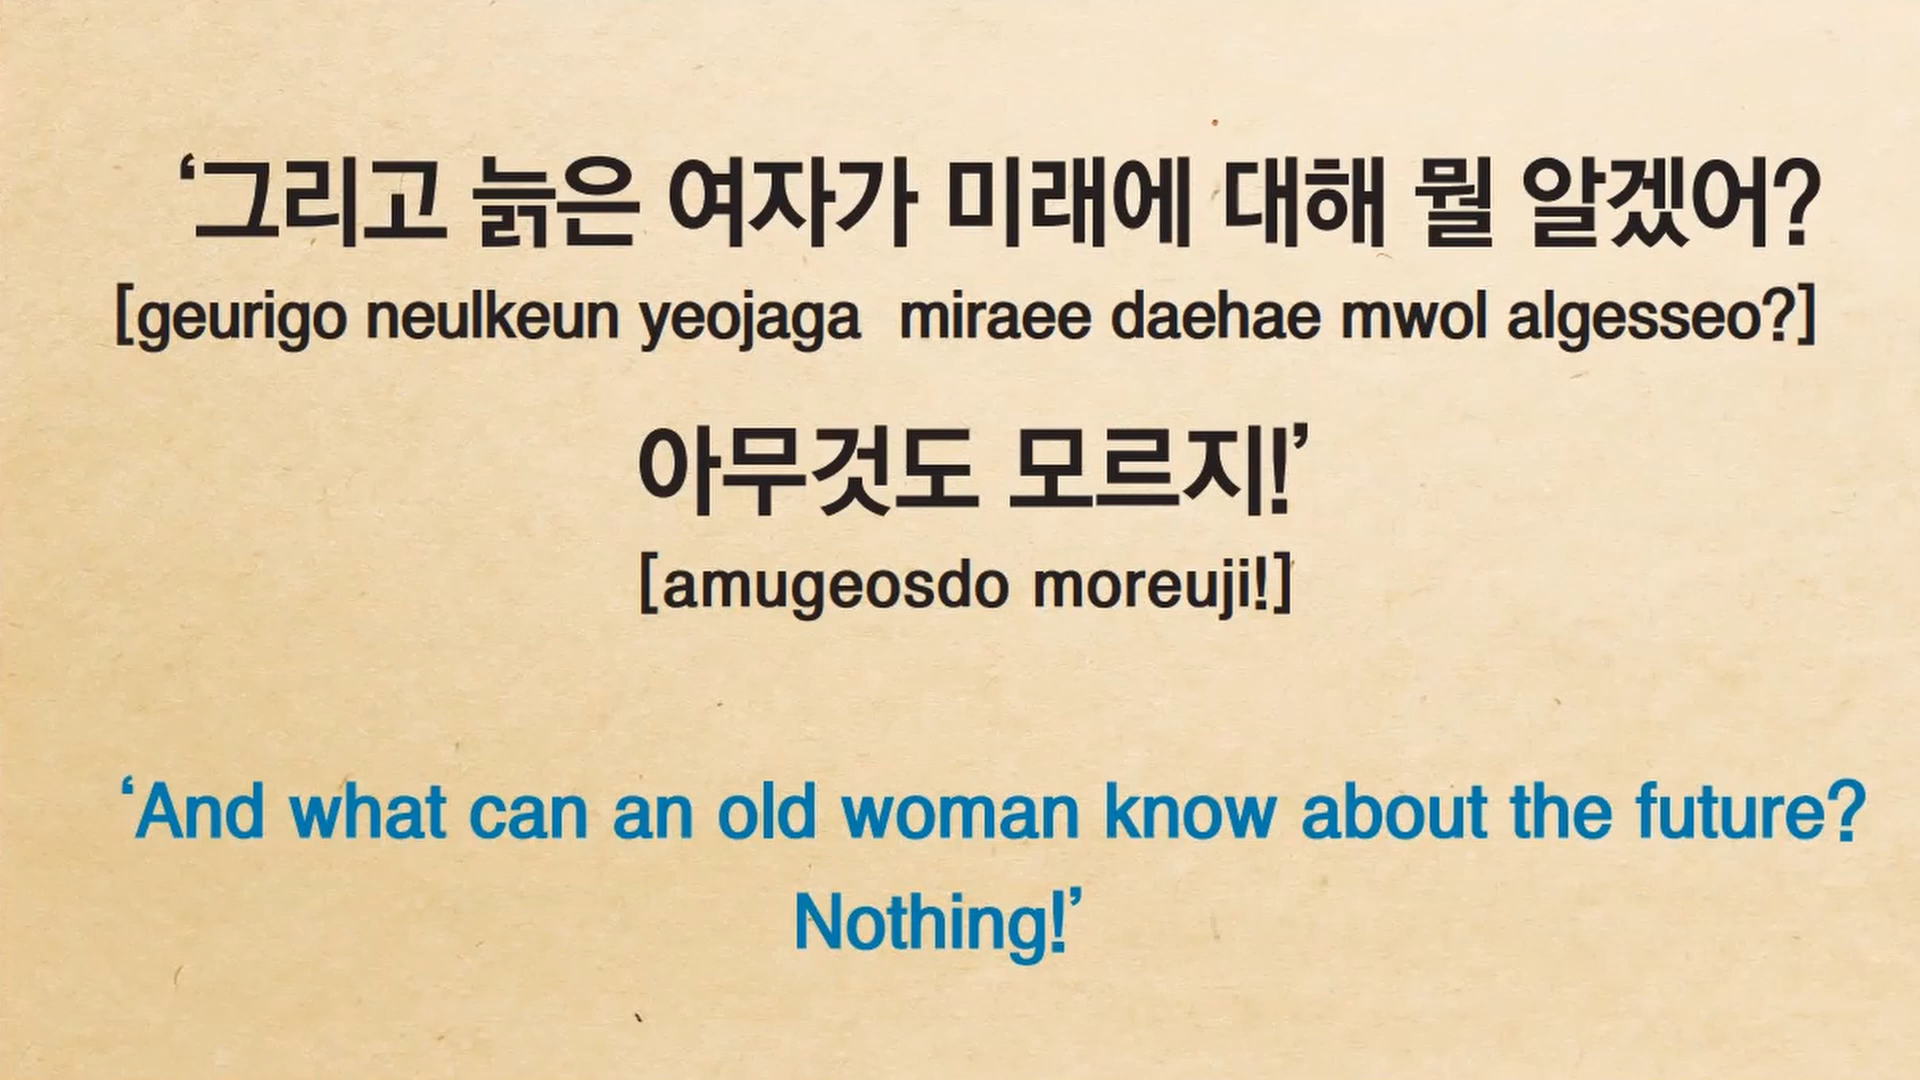 ‘그리고 늙은 여자가 미래에 대해 뭘 알겠어?
[geurigo neulkeun yeojaga  miraee daehae mwol algesseo?]
아무것도 모르지!’
[amugeosdo moreuji!]
‘And what can an old woman know about the future?
Nothing!’